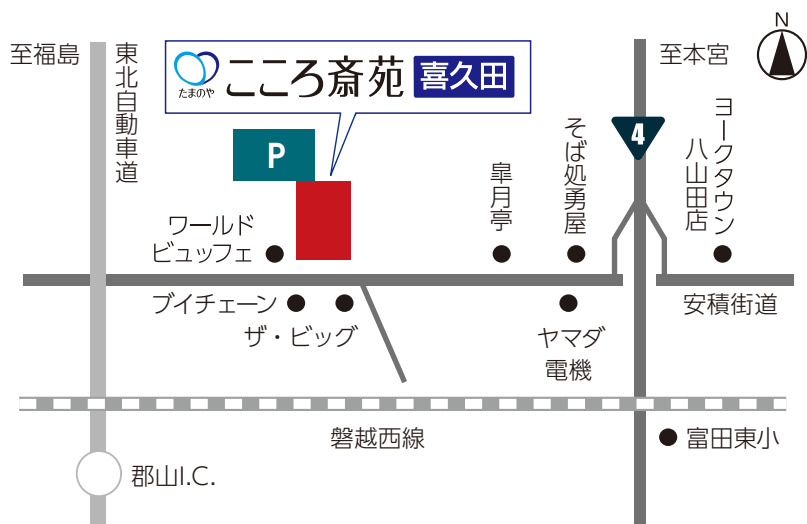 N
至福島
東北自動車道
たまのや
こころ斎苑 喜久田
至本宮
4
P
ヨークタウン
八山田店
そば処勇屋
皐月亭
ワールド
ビュッフェ
ブイチェーン
ザ・ビッグ
ヤマダ
電機
安積街道
磐越西線
富田東小
郡山I.C.